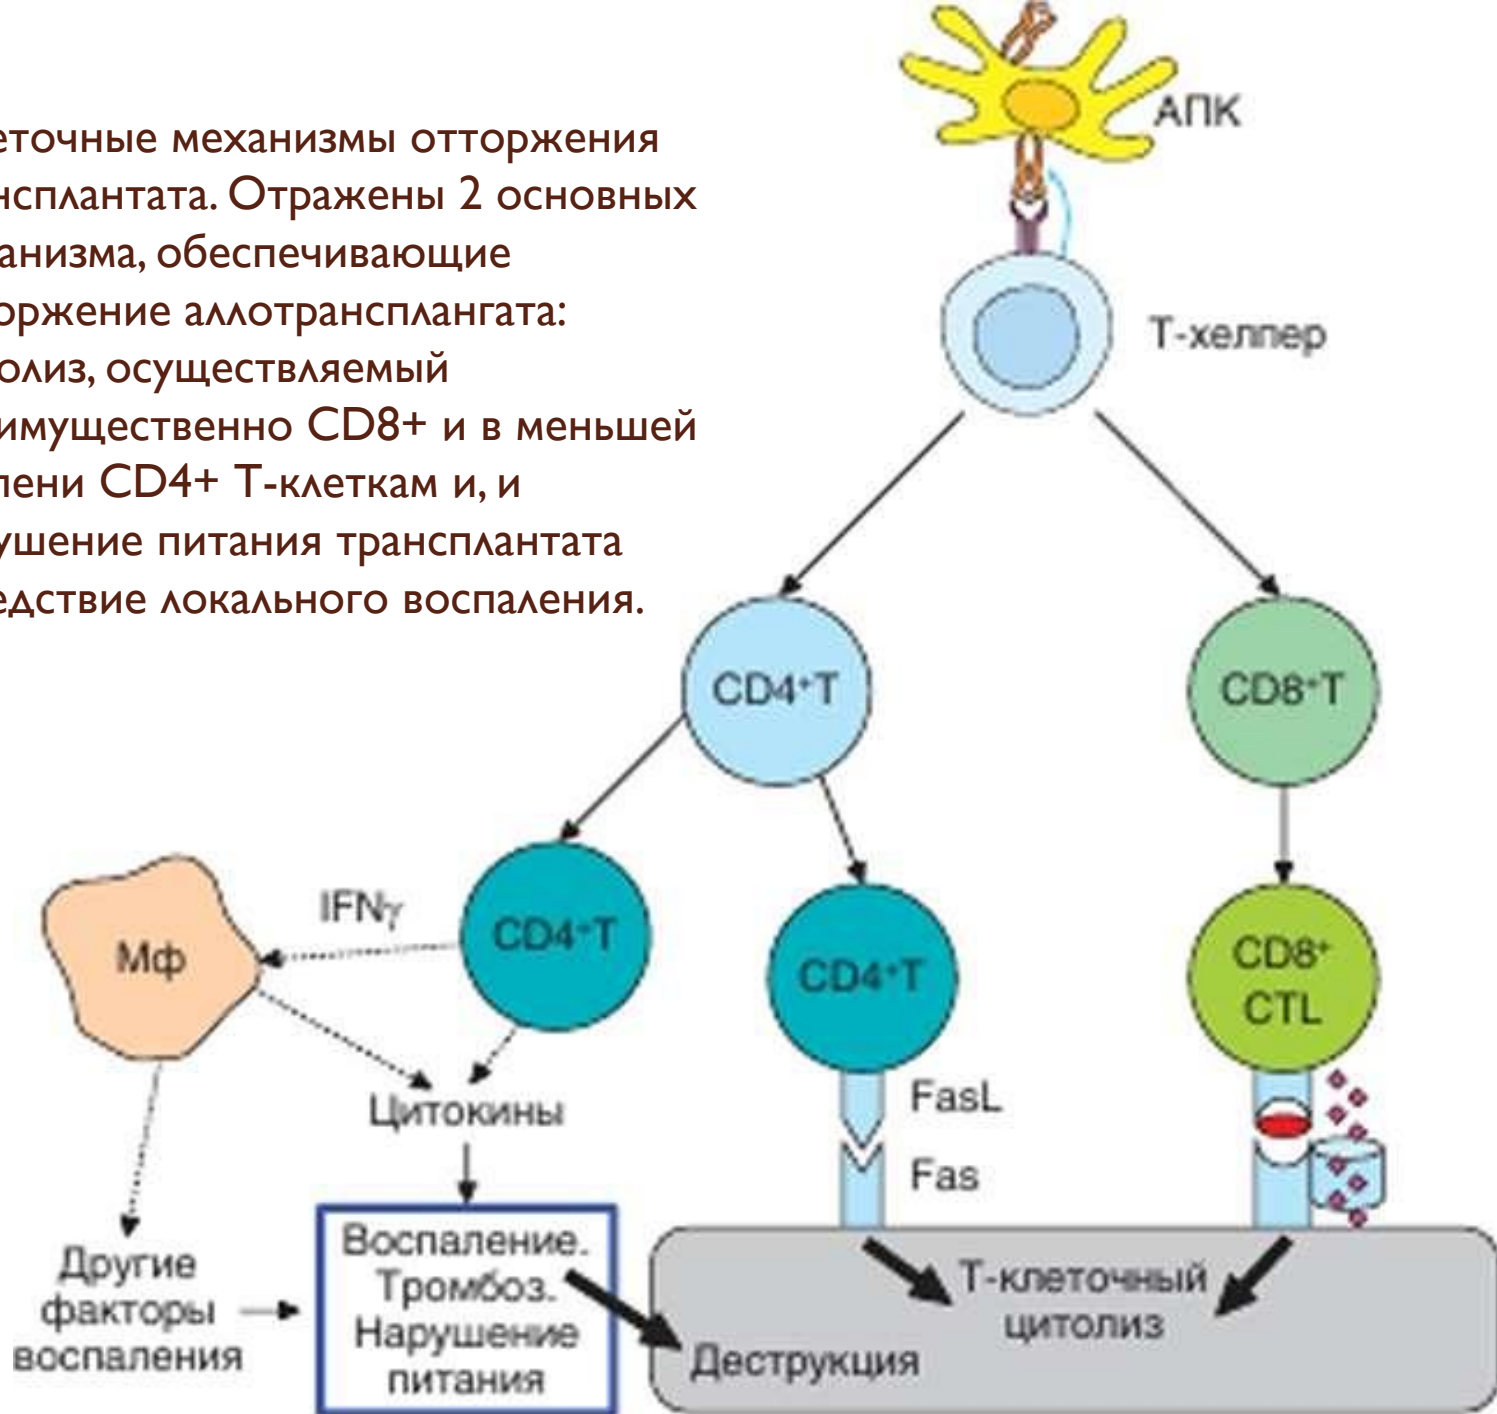 еточные механизмы отторжения
нсплантата. Отражены 2 основных
анизма, обеспечивающие
оржение аллотрансплангата:
олиз, осуществляемый
имущественно CD8+ и в меньшей
пени CD4+ Т-клеткам и, и
ушение питания трансплантата
едствие локального воспаления.
АПК
Т-хелпер
CD4⁺T
CD8⁺T
IFNγ
Мф
CD4⁺T
CD4⁺T
CD8⁺
CTL
FasL
Цитокины
Fas
Другие
факторы
воспаления
Воспаление.
Тромбоз.
Нарушение
питания
Т-клеточный
цитолиз
Деструкция